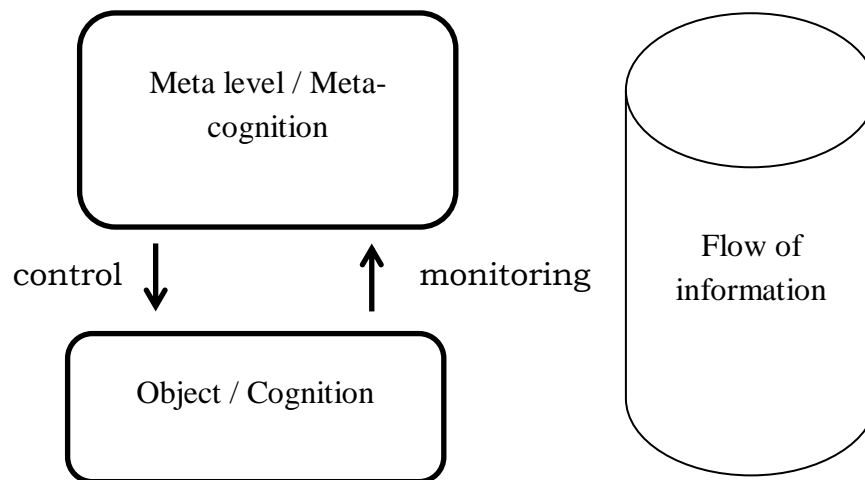 Meta level / Meta-
cognition
control
monitoring
Object / Cognition
Flow of
information